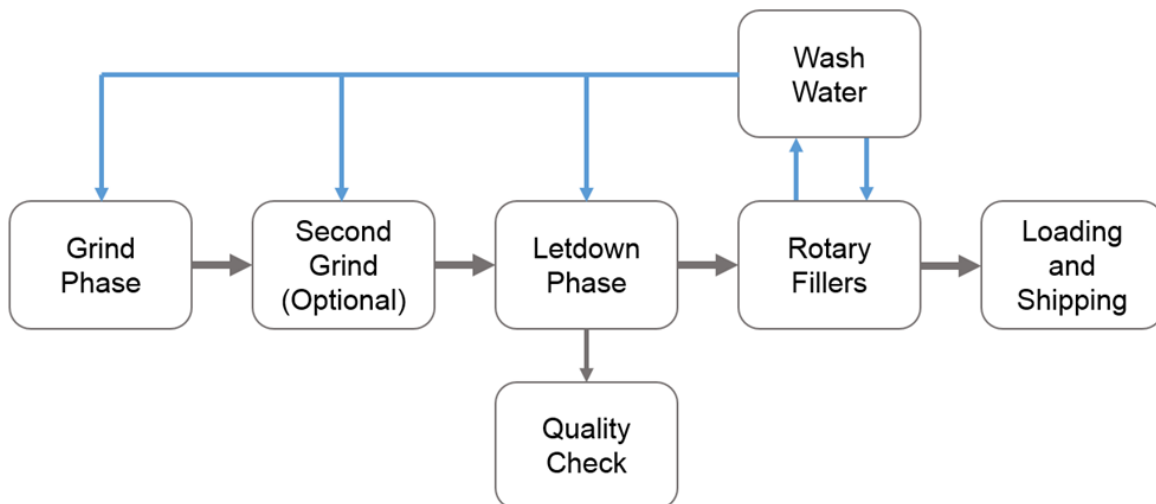 Wash
Water
Grind
Phase
Second
Grind
(Optional)
Letdown
Phase
Rotary
Fillers
Loading
and
Shipping
Quality
Check